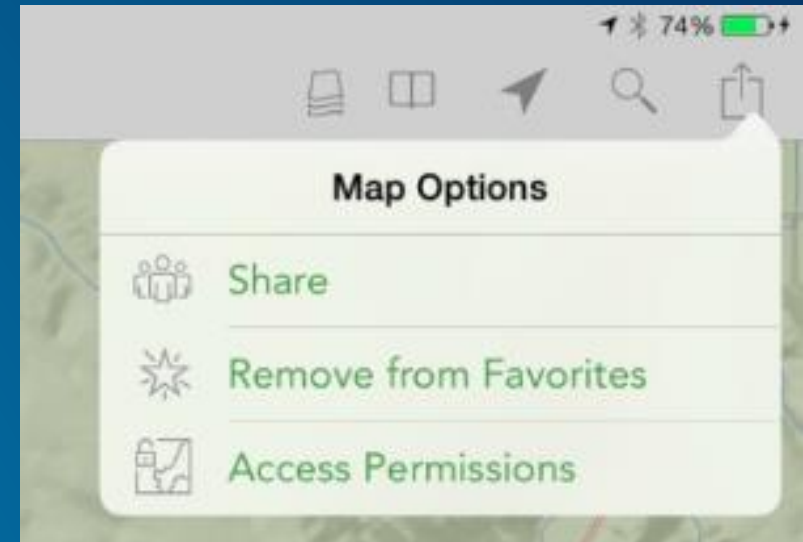 74%
Map Options
Share
Remove from Favorites
Access Permissions